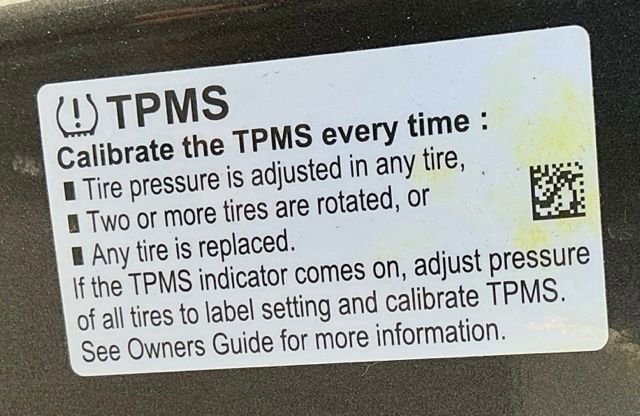 TPMS
Calibrate the TPMS every time :
Tire pressure is adjusted in any tire,
Two or more tires are rotated, or
Any tire is replaced.
If the TPMS indicator comes on, adjust pressure
of all tires to label setting and calibrate TPMS.
See Owners Guide for more information.